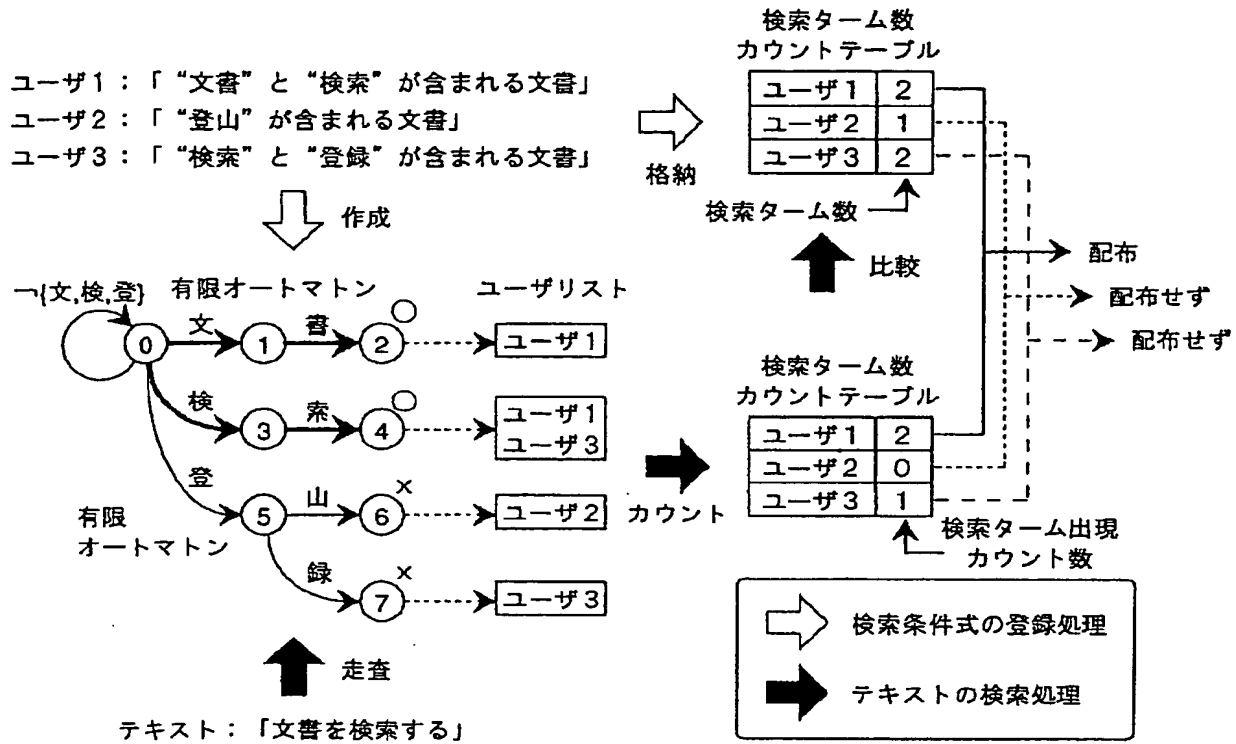 ユーザ1：「“文書”と“検索”が含まれる文書」
ユーザ2：「“登山”が含まれる文書」
ユーザ3：「“検索”と“登録”が含まれる文書」
格納
検索ターム数
カウントテーブル
ユーザ1 2
ユーザ2 1
ユーザ3 2
検索ターム数
作成
比較
配布
配布せず
配布せず
¬{文,検,登}
有限オートマトン
ユーザリスト
0 文 1 書 2 ○ ユーザ1
検 3 索 4 ○ ユーザ1
ユーザ3
登 5 山 6 × ユーザ2
録 7 × ユーザ3
有限
オートマトン
カウント
検索ターム数
カウントテーブル
ユーザ1 2
ユーザ2 0
ユーザ3 1
検索ターム出現
カウント数
走査
テキスト：「文書を検索する」
検索条件式の登録処理
テキストの検索処理